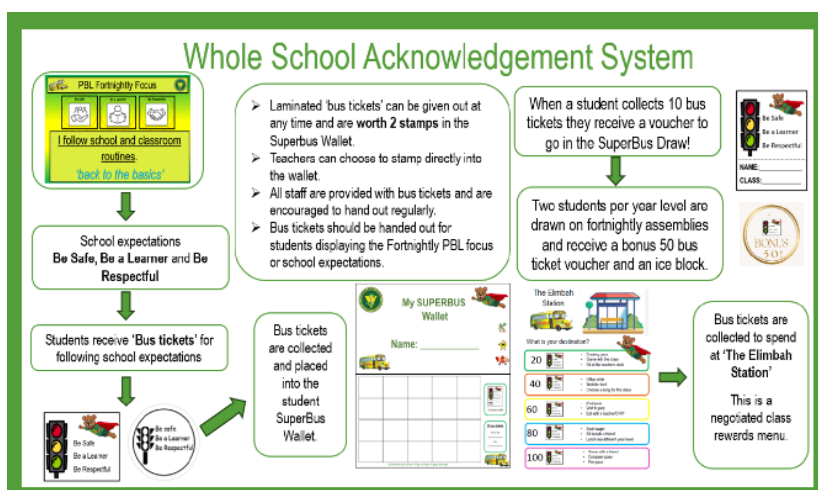 Whole School Acknowledgement System
PBL Fortnightly Focus
Be Safe
Be a Learner
Be Respectful
I follow school and classroom
routines.
'back to the basics'
School expectations
Be Safe, Be a Learner and Be
Respectful
Students receive 'Bus tickets' for
following school expectations
Be Safe
Be a Learner
Be Respectful
Be safe
Be a Learner
Be Respectful
Laminated 'bus tickets' can be given out at
any time and are worth 2 stamps in the
Superbus Wallet.
Teachers can choose to stamp directly into
the wallet.
All staff are provided with bus tickets and are
encouraged to hand out regularly.
Bus tickets should be handed out for
students displaying the Fortnightly PBL focus
or school expectations.
Bus tickets
are collected
and placed
into the
student
SuperBus
Wallet.
My SUPERBUS
Wallet
Name: ____________
When a student collects 10 bus
tickets they receive a voucher to
go in the SuperBus Draw!
Be Safe
Be a Learner
Be Respectful
NAME:________
CLASS:________
Two students per year level are
drawn on fortnightly assemblies
and receive a bonus 50 bus
ticket voucher and an ice block.
BONUS
50!
The Elimbah
Station
What is your destination?
20
40
60
80
100
Bus tickets are
collected to spend
at 'The Elimbah
Station'
This is a
negotiated class
rewards menu.